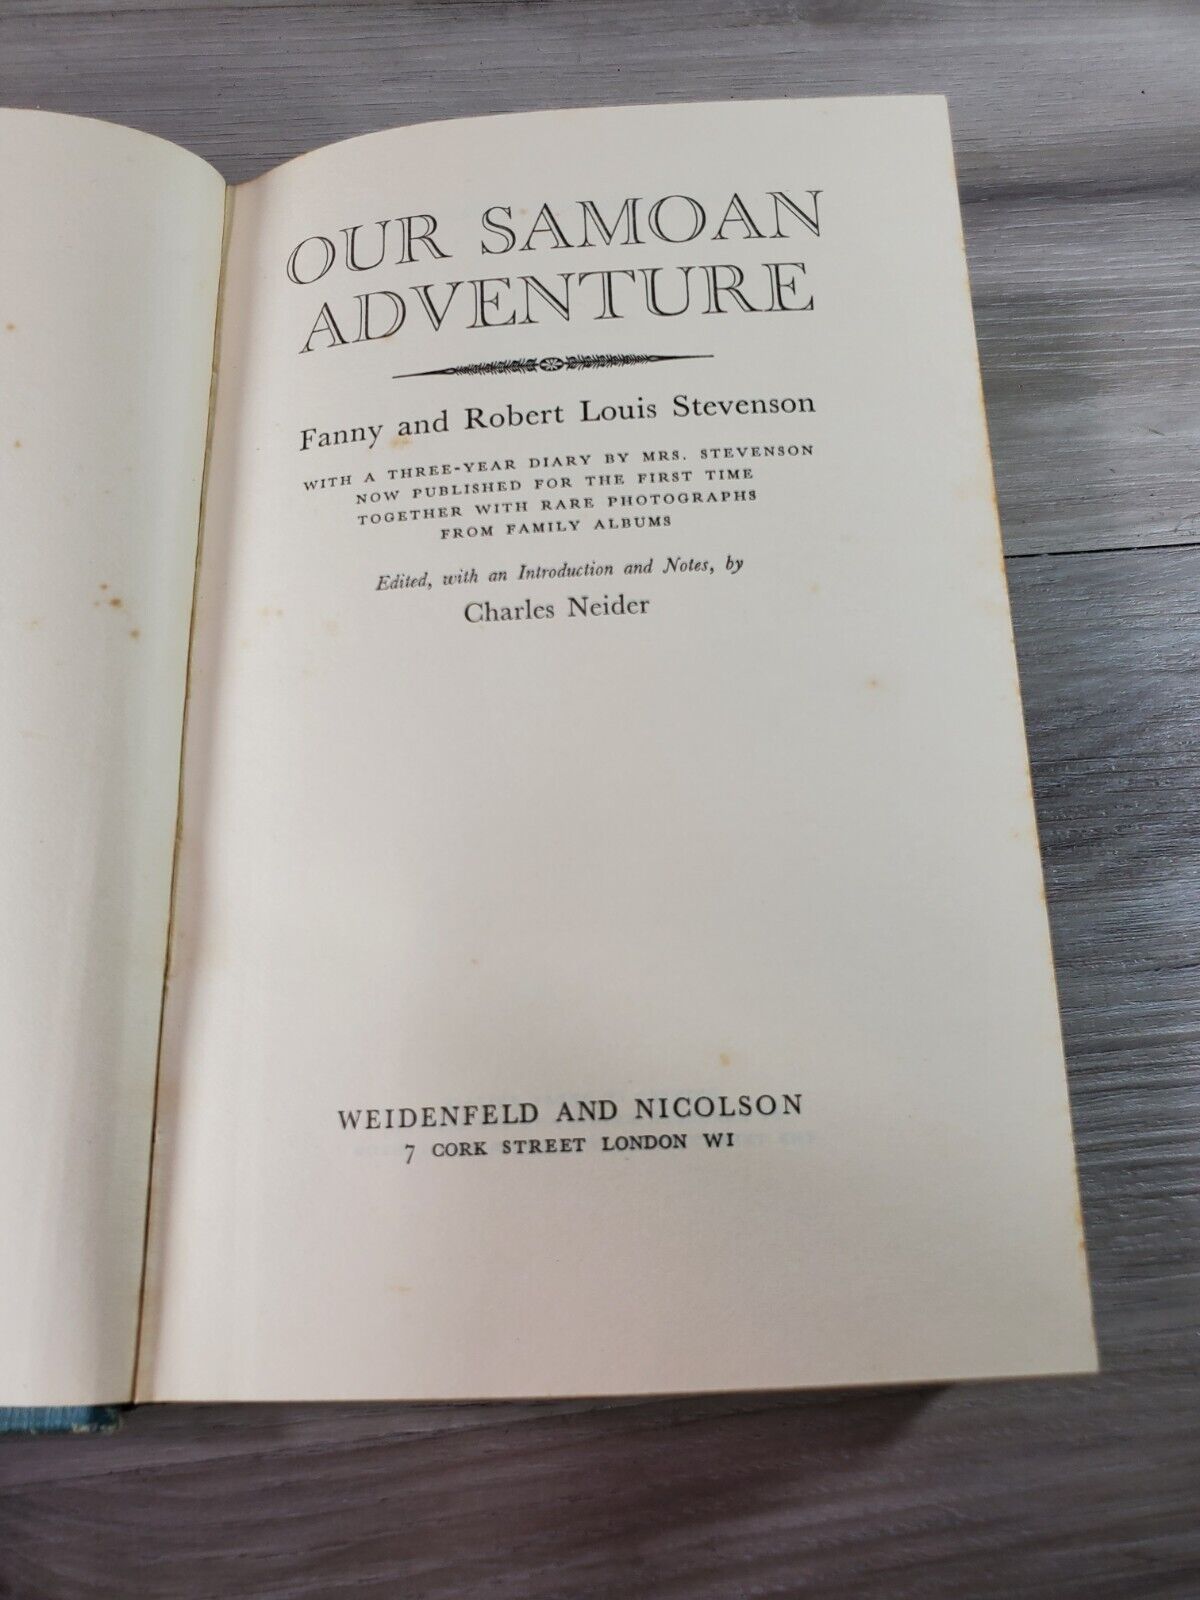 OUR SAMOAN
ADVENTURE
Fanny and Robert Louis Stevenson
WITH A THREE-YEAR DIARY BY MRS. STEVENSON
NOW PUBLISHED FOR THE FIRST TIME
TOGETHER WITH RARE PHOTOGRAPHS
FROM FAMILY ALBUMS
Edited, with an Introduction and Notes, by
Charles Neider
WEIDENFELD AND NICOLSON
7 CORK STREET LONDON W1